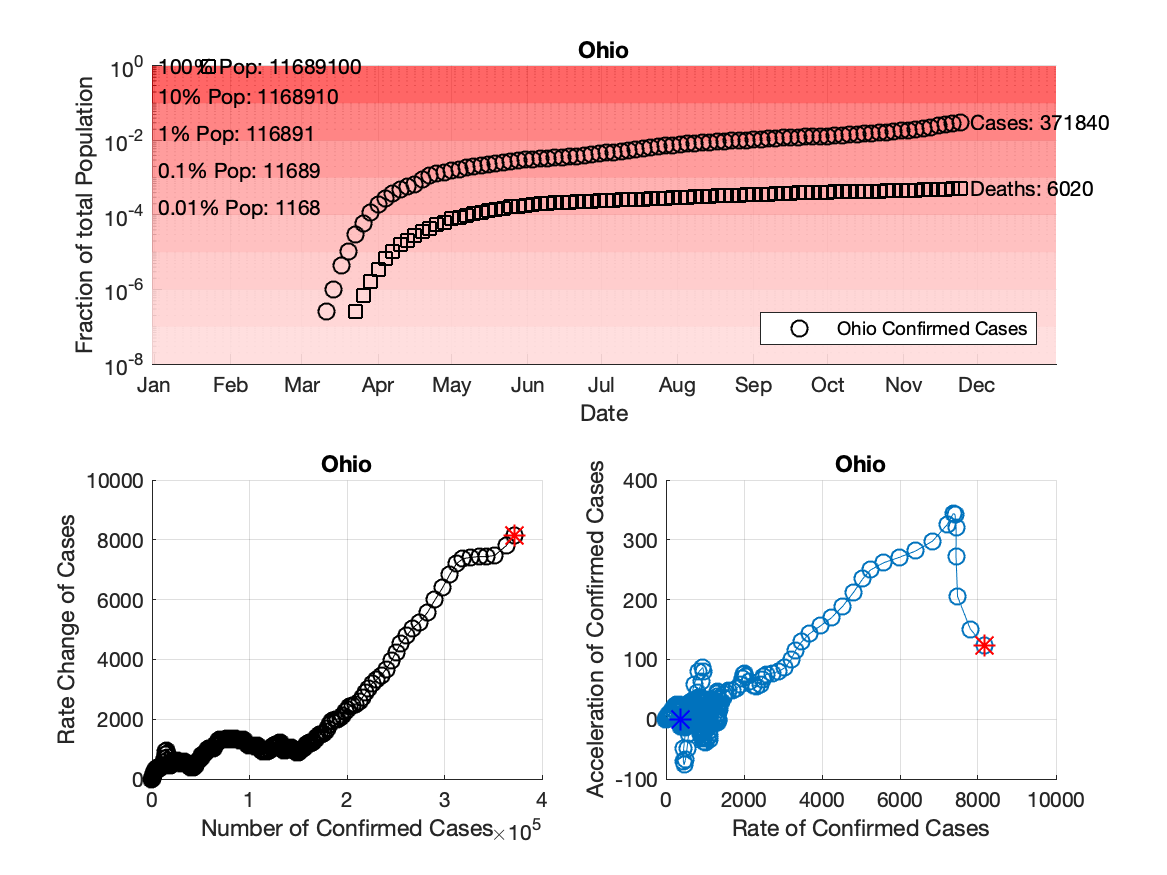 Ohio
Fraction of total Population
10^0
10^-2
10^-4
10^-6
10^-8
100% Pop: 11689100
10% Pop: 1168910
1% Pop: 116891
0.1% Pop: 11689
0.01% Pop: 1168
Cases: 371840
Deaths: 6020
Ohio Confirmed Cases
Jan Feb Mar Apr May Jun Jul Aug Sep Oct Nov Dec
Date
Ohio
Rate Change of Cases
10000
8000
6000
4000
2000
0
0 1 2 3 4
Number of Confirmed Cases ×10^5
Ohio
Acceleration of Confirmed Cases
400
300
200
100
0
-100
0 2000 4000 6000 8000 10000
Rate of Confirmed Cases